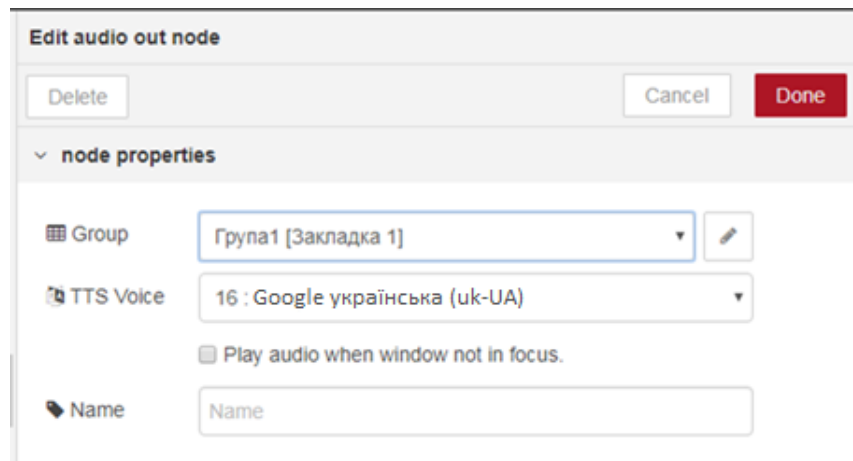 Edit audio out node
Delete Cancel Done
node properties
Group Група1 [Закладка 1]
TTS Voice 16 : Google українська (uk-UA)
Play audio when window not in focus.
Name Name